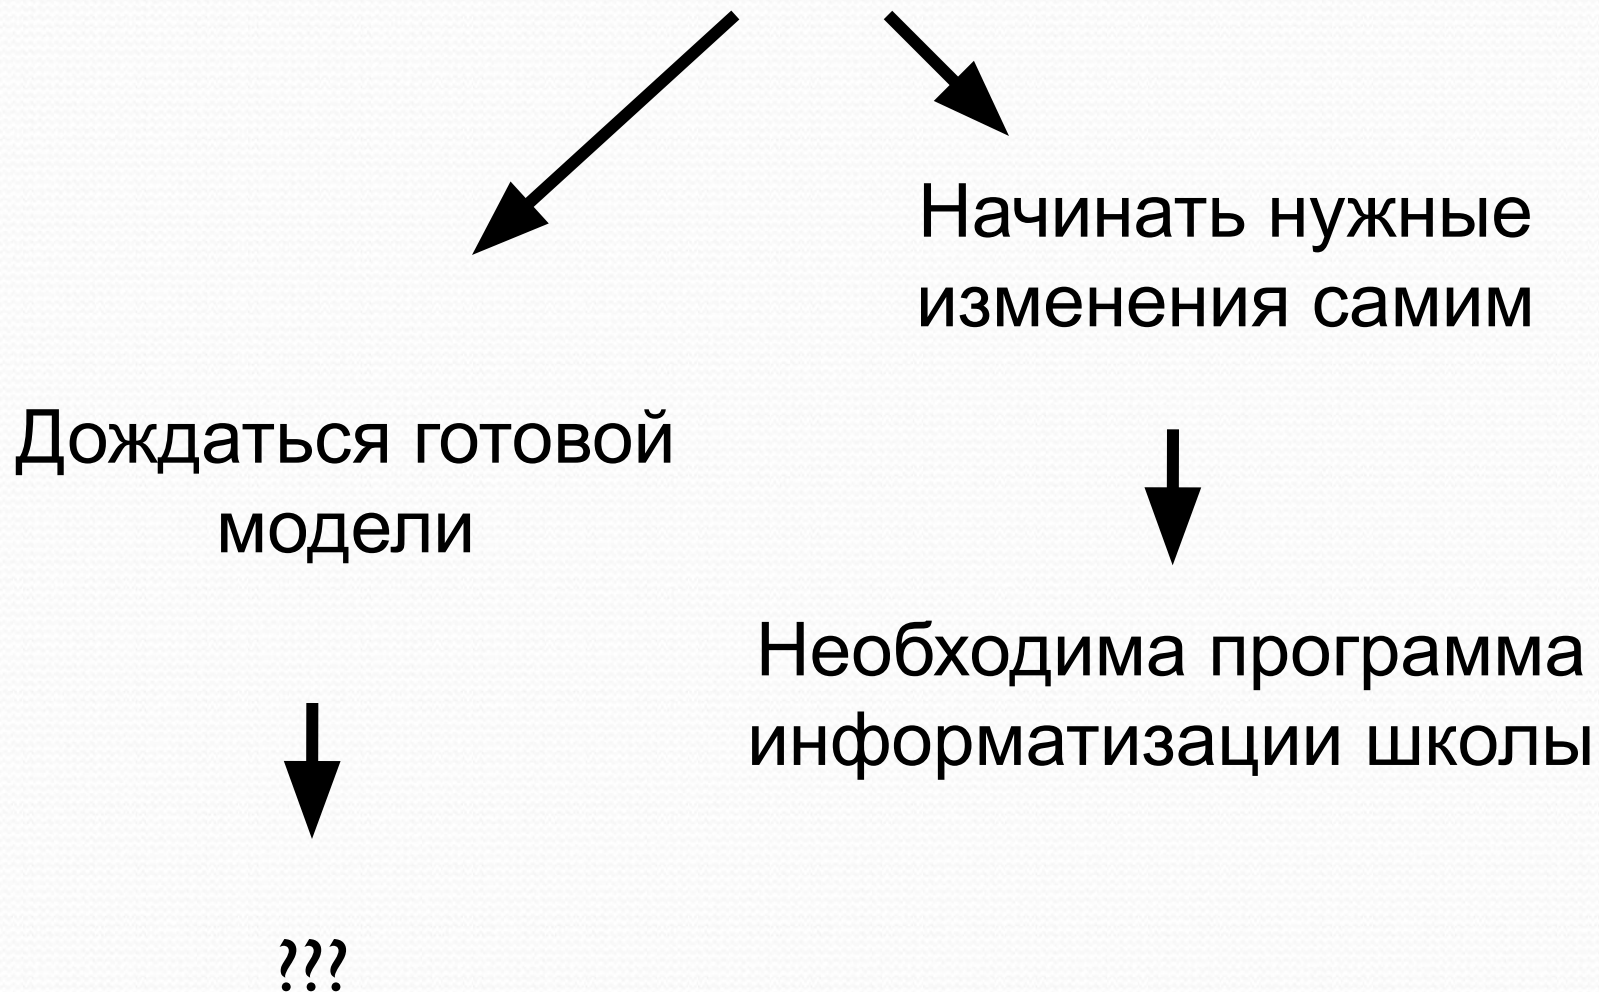 Начинать нужные
изменения самим
Дождаться готовой
модели
Необходима программа
информатизации школы
???